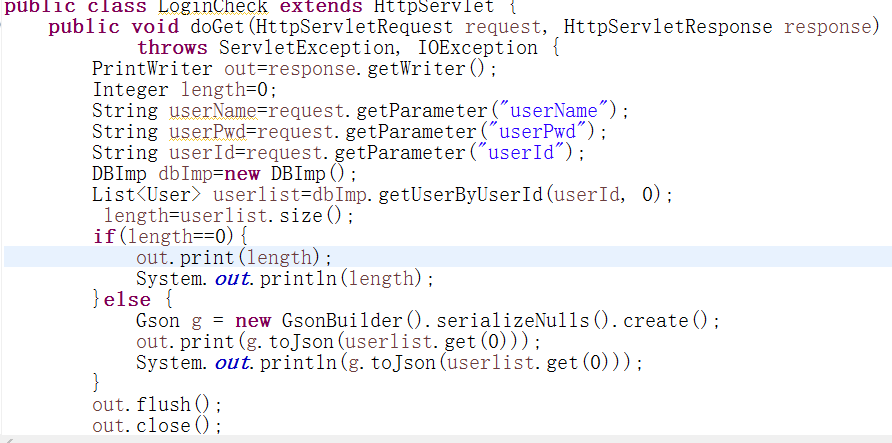 public class LoginCheck extends HttpServlet {
public void doGet(HttpServletRequest request, HttpServletResponse response)
throws ServletException, IOException {
PrintWriter out=response.getWriter();
Integer length=0;
String userName=request.getParameter("userName");
String userPwd=request.getParameter("userPwd");
String userId=request.getParameter("userId");
DBImp dbImp=new DBImp();
List<User> userlist=dbImp.getUserByUserId(userId, 0);
length=userlist.size();
if(length==0){
out.print(length);
System.out.println(length);
}else {
Gson g = new GsonBuilder().serializeNulls().create();
out.print(g.toJson(userlist.get(0)));
System.out.println(g.toJson(userlist.get(0)));
}
out.flush();
out.close();